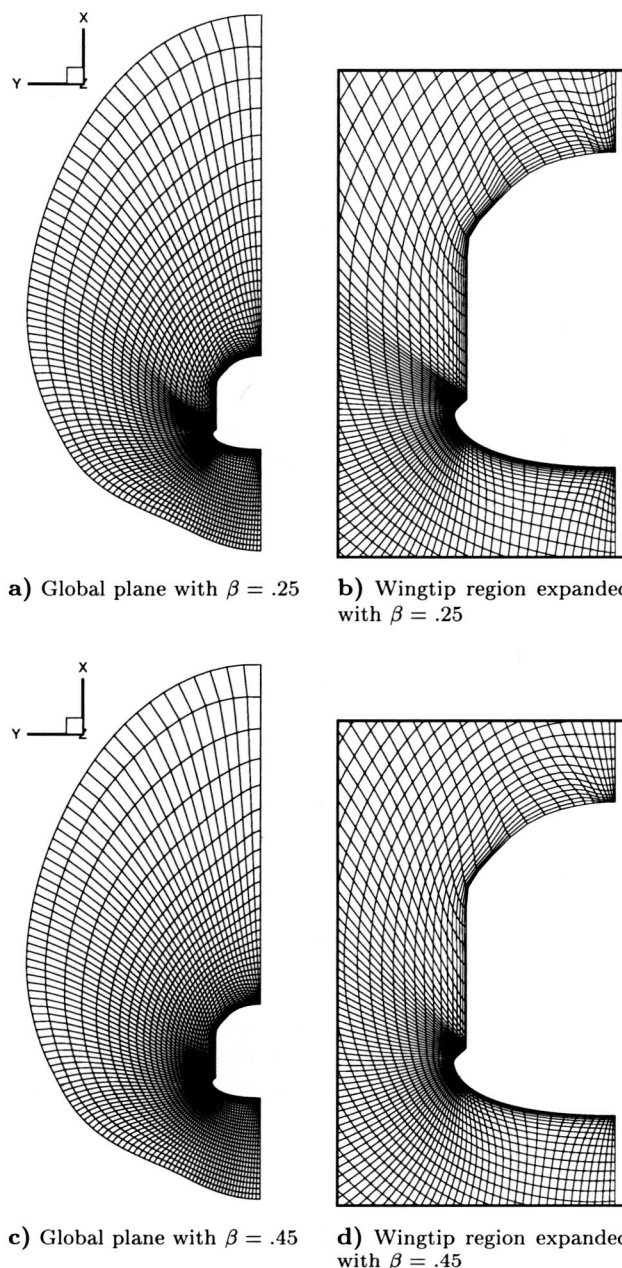 X
Y
Z
a) Global plane with β = .25
b) Wingtip region expanded
with β = .25
X
Y
Z
c) Global plane with β = .45
d) Wingtip region expanded
with β = .45